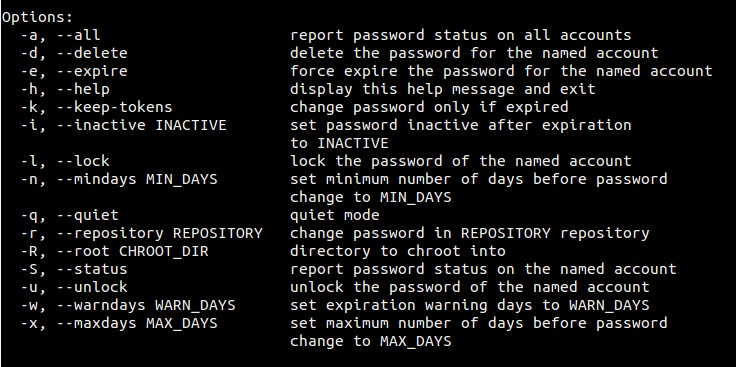 Options:
  -a, --all                     report password status on all accounts
  -d, --delete                  delete the password for the named account
  -e, --expire                  force expire the password for the named account
  -h, --help                    display this help message and exit
  -k, --keep-tokens             change password only if expired
  -i, --inactive INACTIVE       set password inactive after expiration
                                to INACTIVE
  -l, --lock                    lock the password of the named account
  -n, --mindays MIN_DAYS        set minimum number of days before password
                                change to MIN_DAYS
  -q, --quiet                   quiet mode
  -r, --repository REPOSITORY   change password in REPOSITORY repository
  -R, --root CHROOT_DIR         directory to chroot into
  -S, --status                  report password status on the named account
  -u, --unlock                  unlock the password of the named account
  -w, --warndays WARN_DAYS      set expiration warning days to WARN_DAYS
  -x, --maxdays MAX_DAYS        set maximum number of days before password
                                change to MAX_DAYS